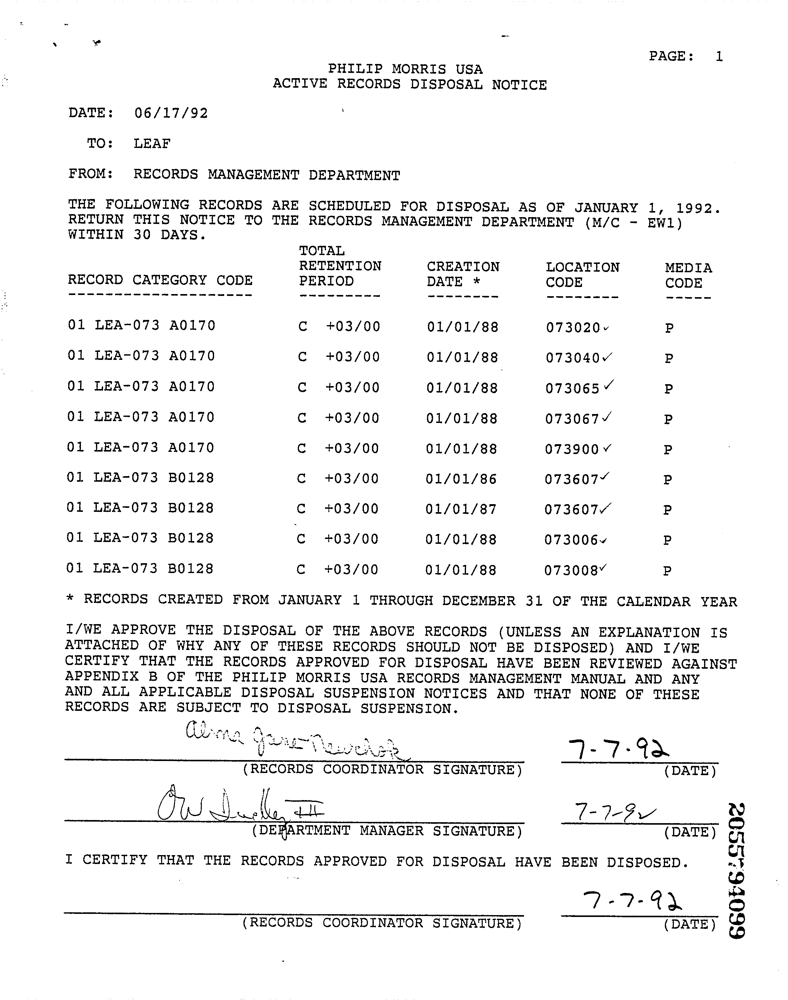 PAGE: 1
PHILIP MORRIS USA
ACTIVE RECORDS DISPOSAL NOTICE
DATE: 06/17/92
TO: LEAF
FROM: RECORDS MANAGEMENT DEPARTMENT
THE FOLLOWING RECORDS ARE SCHEDULED FOR DISPOSAL AS OF JANUARY 1, 1992.
RETURN THIS NOTICE TO THE RECORDS MANAGEMENT DEPARTMENT (M/C - EW1)
WITHIN 30 DAYS.
TOTAL
RETENTION CREATION LOCATION MEDIA
RECORD CATEGORY CODE PERIOD DATE * CODE CODE
-------------------- --------- -------- -------- -----
01 LEA-073 A0170 C +03/00 01/01/88 073020✓ P
01 LEA-073 A0170 C +03/00 01/01/88 073040✓ P
01 LEA-073 A0170 C +03/00 01/01/88 073065✓ P
01 LEA-073 A0170 C +03/00 01/01/88 073067✓ P
01 LEA-073 A0170 C +03/00 01/01/88 073900✓ P
01 LEA-073 B0128 C +03/00 01/01/86 073607✓ P
01 LEA-073 B0128 C +03/00 01/01/87 073607✓ P
01 LEA-073 B0128 C +03/00 01/01/88 073006✓ P
01 LEA-073 B0128 C +03/00 01/01/88 073008✓ P
* RECORDS CREATED FROM JANUARY 1 THROUGH DECEMBER 31 OF THE CALENDAR YEAR
I/WE APPROVE THE DISPOSAL OF THE ABOVE RECORDS (UNLESS AN EXPLANATION IS
ATTACHED OF WHY ANY OF THESE RECORDS SHOULD NOT BE DISPOSED) AND I/WE
CERTIFY THAT THE RECORDS APPROVED FOR DISPOSAL HAVE BEEN REVIEWED AGAINST
APPENDIX B OF THE PHILIP MORRIS USA RECORDS MANAGEMENT MANUAL AND ANY
AND ALL APPLICABLE DISPOSAL SUSPENSION NOTICES AND THAT NONE OF THESE
RECORDS ARE SUBJECT TO DISPOSAL SUSPENSION.
Jane 7-7-92
(RECORDS COORDINATOR SIGNATURE) (DATE)
OW III 7-7-92
(DEPARTMENT MANAGER SIGNATURE) (DATE)
I CERTIFY THAT THE RECORDS APPROVED FOR DISPOSAL HAVE BEEN DISPOSED.
7-7-92
(RECORDS COORDINATOR SIGNATURE) (DATE)
2055794099